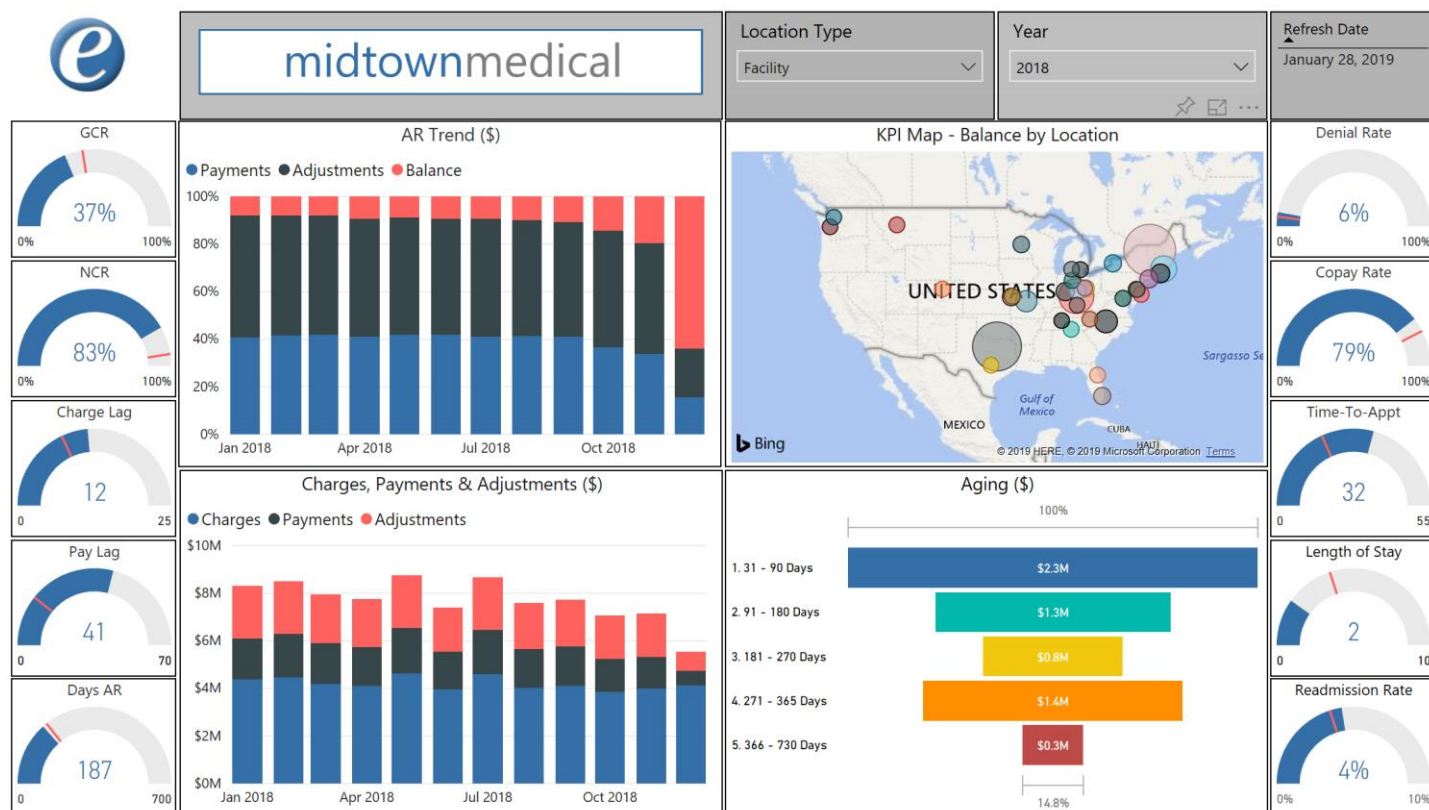 e
midtownmedical
Location Type
Facility
Year
2018
Refresh Date
January 28, 2019
GCR
37%
0% 100%
NCR
83%
0% 100%
Charge Lag
12
0 25
Pay Lag
41
0 70
Days AR
187
0 700
AR Trend ($)
Payments Adjustments Balance
100%
80%
60%
40%
20%
0%
Jan 2018 Apr 2018 Jul 2018 Oct 2018
Charges, Payments & Adjustments ($)
Charges Payments Adjustments
$10M
$8M
$6M
$4M
$2M
$0M
Jan 2018 Apr 2018 Jul 2018 Oct 2018
KPI Map - Balance by Location
UNITED STATES
Sargasso Se
Gulf of
Mexico
MEXICO
CUBA
HAITI
Bing
© 2019 HERE, © 2019 Microsoft Corporation Terms
Aging ($)
100%
1. 31 - 90 Days $2.3M
2. 91 - 180 Days $1.3M
3. 181 - 270 Days $0.8M
4. 271 - 365 Days $1.4M
5. 366 - 730 Days $0.3M
14.8%
Denial Rate
6%
0% 100%
Copay Rate
79%
0% 100%
Time-To-Appt
32
0 55
Length of Stay
2
0 10
Readmission Rate
4%
0% 10%